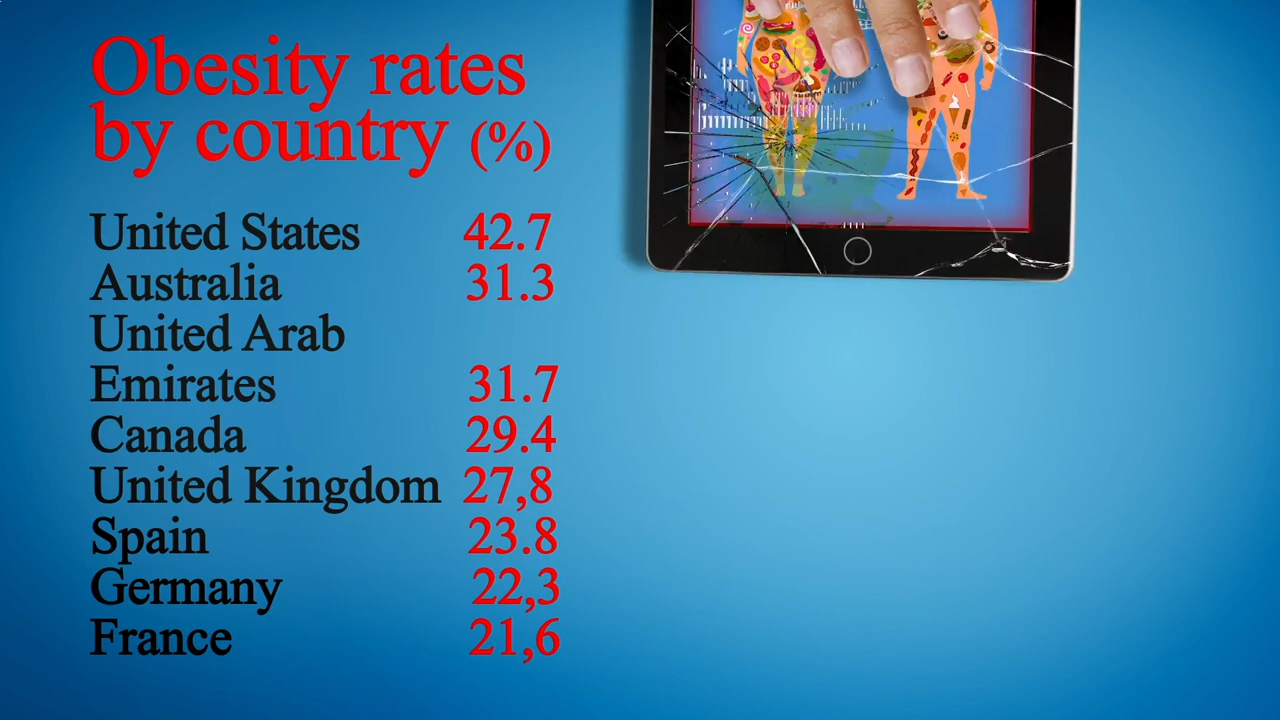 Obesity rates
by country (%)
United States 42.7
Australia 31.3
United Arab
Emirates 31.7
Canada 29.4
United Kingdom 27,8
Spain 23.8
Germany 22,3
France 21,6